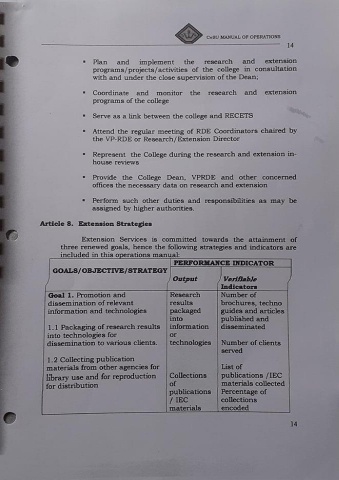 CnSU MANUAL OF OPERATIONS
14
• Plan and implement the research and extension
programs/projects/activities of the college in consultation
with and under the close supervision of the Dean;
• Coordinate and monitor the research and extension
programs of the college
• Serve as a link between the college and RECETS
• Attend the regular meeting of RDE Coordinators chaired by
the VP-RDE or Research/Extension Director
• Represent the College during the research and extension in-
house reviews
• Provide the College Dean, VPRDE and other concerned
offices the necessary data on research and extension
• Perform such other duties and responsibilities as may be
assigned by higher authorities.
Article 8. Extension Strategies
Extension Services is committed towards the attainment of
three renewed goals, hence the following strategies and indicators are
included in this operations manual:
GOALS/OBJECTIVE/STRATEGY
PERFORMANCE INDICATOR
Output
Verifiable
Indicators
Goal 1. Promotion and
dissemination of relevant
information and technologies
1.1 Packaging of research results
into technologies for
dissemination to various clients.
1.2 Collecting publication
materials from other agencies for
library use and for reproduction
for distribution
Research
results
packaged
into
information
or
technologies
Collections
of
publications
/ IEC
materials
Number of
brochures, techno
guides and articles
published and
disseminated
Number of clients
served
List of
publications /IEC
materials collected
Percentage of
collections
encoded
14